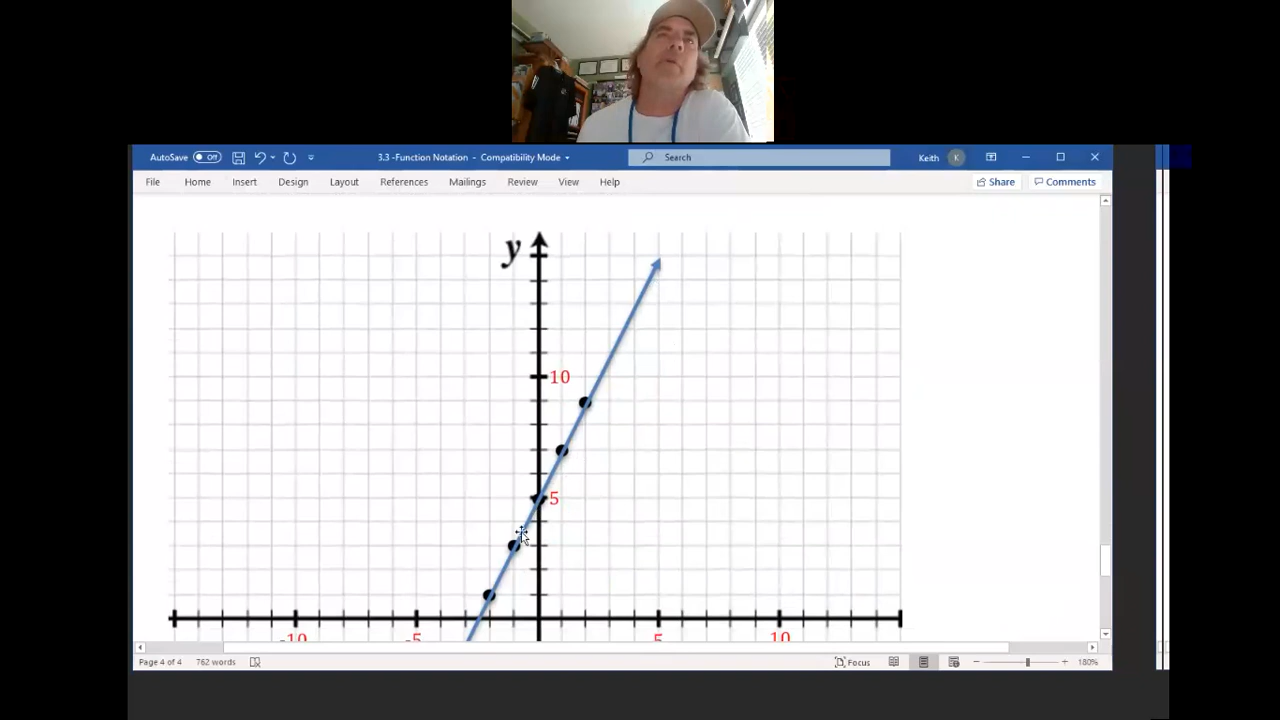 AutoSave Off 3.3 -Function Notation - Compatibility Mode Search Keith K
File Home Insert Design Layout References Mailings Review View Help Share Comments
y
10
5
-10 -5 5 10
Page 4 of 4 762 words Focus 180%